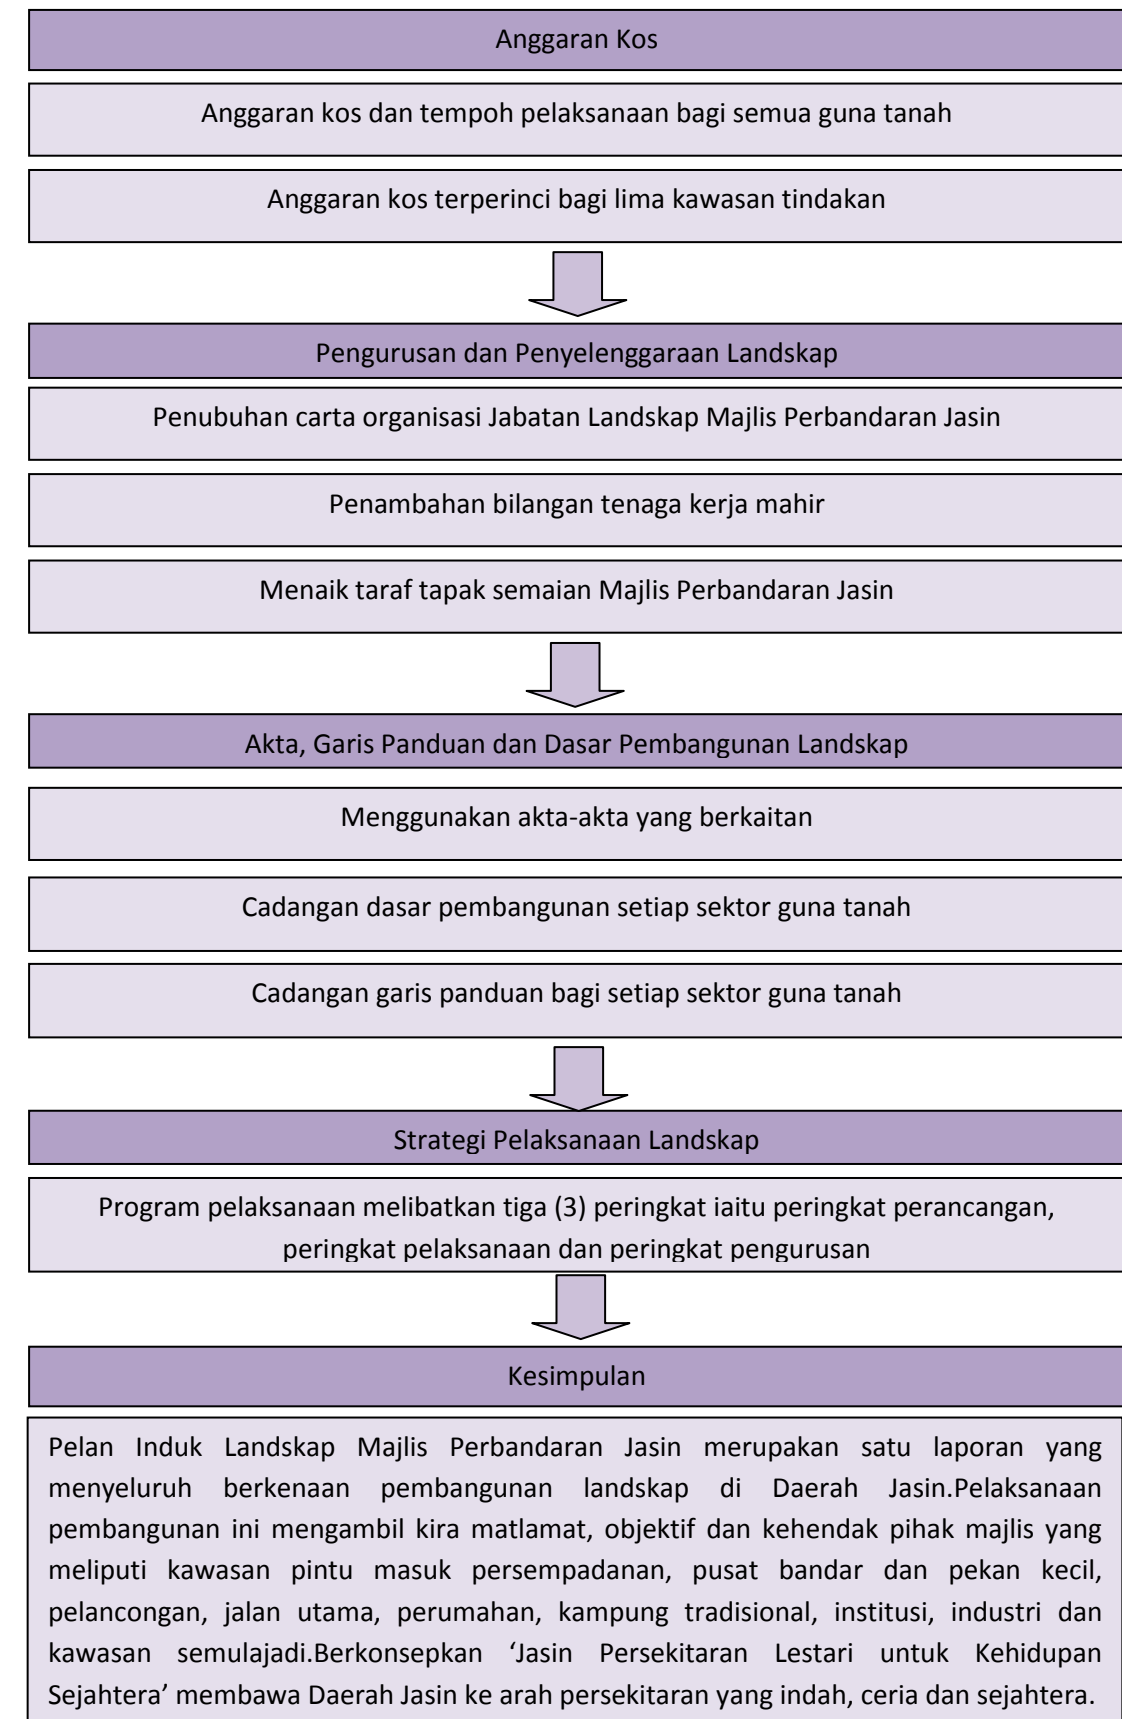 Anggaran Kos
Anggaran kos dan tempoh pelaksanaan bagi semua guna tanah
Anggaran kos terperinci bagi lima kawasan tindakan
Pengurusan dan Penyelenggaraan Landskap
Penubuhan carta organisasi Jabatan Landskap Majlis Perbandaran Jasin
Penambahan bilangan tenaga kerja mahir
Menaik taraf tapak semaian Majlis Perbandaran Jasin
Akta, Garis Panduan dan Dasar Pembangunan Landskap
Menggunakan akta-akta yang berkaitan
Cadangan dasar pembangunan setiap sektor guna tanah
Cadangan garis panduan bagi setiap sektor guna tanah
Strategi Pelaksanaan Landskap
Program pelaksanaan melibatkan tiga (3) peringkat iaitu peringkat perancangan,
peringkat pelaksanaan dan peringkat pengurusan
Kesimpulan
Pelan Induk Landskap Majlis Perbandaran Jasin merupakan satu laporan yang
menyeluruh berkenaan pembangunan landskap di Daerah Jasin.Pelaksanaan
pembangunan ini mengambil kira matlamat, objektif dan kehendak pihak majlis yang
meliputi kawasan pintu masuk persempadanan, pusat bandar dan pekan kecil,
pelancongan, jalan utama, perumahan, kampung tradisional, institusi, industri dan
kawasan semulajadi.Berkonsepkan ‘Jasin Persekitaran Lestari untuk Kehidupan
Sejahtera’ membawa Daerah Jasin ke arah persekitaran yang indah, ceria dan sejahtera.